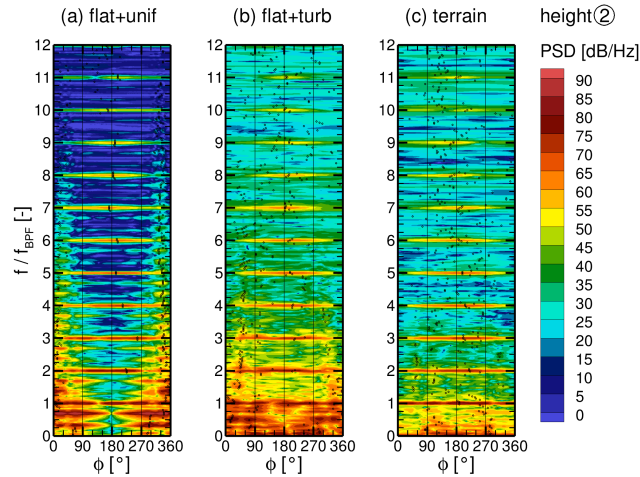 (a) flat+unif (b) flat+turb (c) terrain height②
PSD [dB/Hz]
f / f_BPF [-]
12 12 12
11 11 11
10 10 10
9 9 9
8 8 8
7 7 7
6 6 6
5 5 5
4 4 4
3 3 3
2 2 2
1 1 1
0 0 0
0 90 180 270 360 0 90 180 270 360 0 90 180 270 360
ϕ [°] ϕ [°] ϕ [°]
90
85
80
75
70
65
60
55
50
45
40
35
30
25
20
15
10
5
0